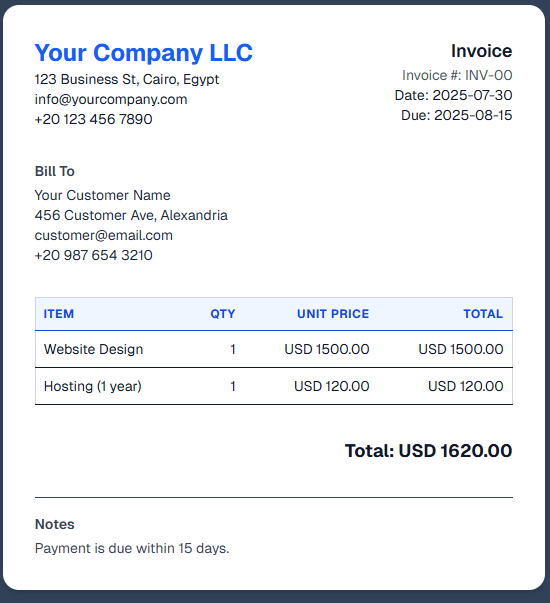 Your Company LLC
123 Business St, Cairo, Egypt
info@yourcompany.com
+20 123 456 7890
Invoice
Invoice #: INV-00
Date: 2025-07-30
Due: 2025-08-15
Bill To
Your Customer Name
456 Customer Ave, Alexandria
customer@email.com
+20 987 654 3210
ITEM QTY UNIT PRICE TOTAL
Website Design 1 USD 1500.00 USD 1500.00
Hosting (1 year) 1 USD 120.00 USD 120.00
Total: USD 1620.00
Notes
Payment is due within 15 days.